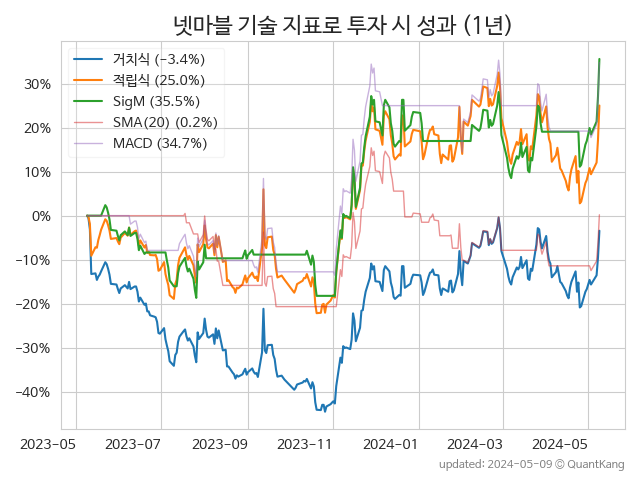 넷마블 기술 지표로 투자 시 성과 (1년)
거치식 (−3.4%)
적립식 (25.0%)
SigM (35.5%)
SMA(20) (0.2%)
MACD (34.7%)
30%
20%
10%
0%
−10%
−20%
−30%
−40%
2023-05 2023-07 2023-09 2023-11 2024-01 2024-03 2024-05
updated: 2024-05-09 © QuantKang